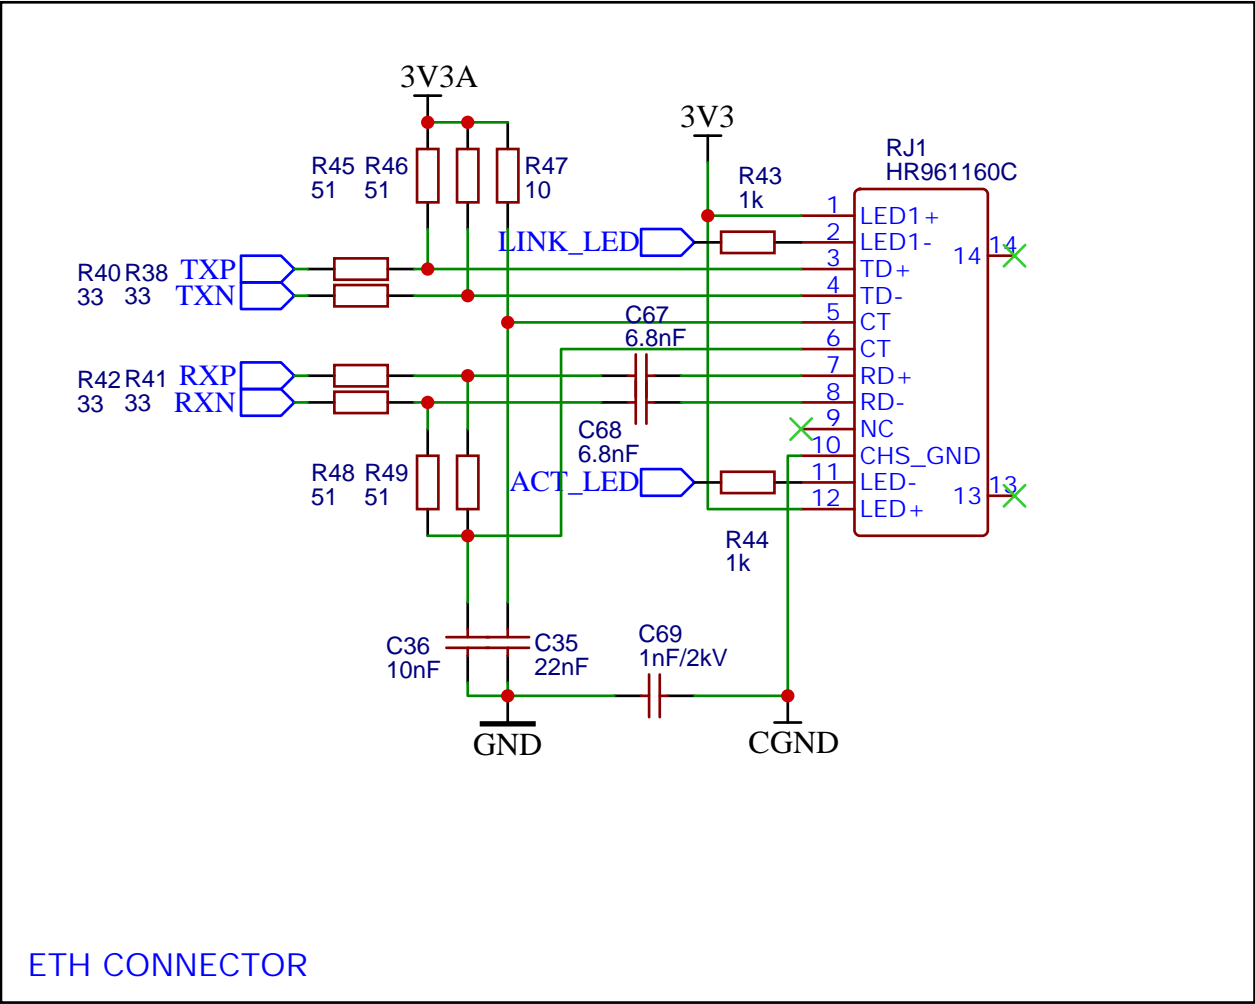 3V3A
3V3
RJ1
HR961160C
R45 R46
51 51
R47
10
R43
1k
LINK_LED
1 LED1+
2 LED1-
3 TD+
4 TD-
5 CT
6 CT
7 RD+
8 RD-
9 NC
10 CHS_GND
11 LED-
12 LED+
14 14
13 13
R40 R38
33 33
TXP
TXN
C67
6.8nF
R42 R41
33 33
RXP
RXN
C68
6.8nF
R48 R49
51 51
ACT_LED
R44
1k
C36
10nF
C35
22nF
C69
1nF/2kV
GND
CGND
ETH CONNECTOR